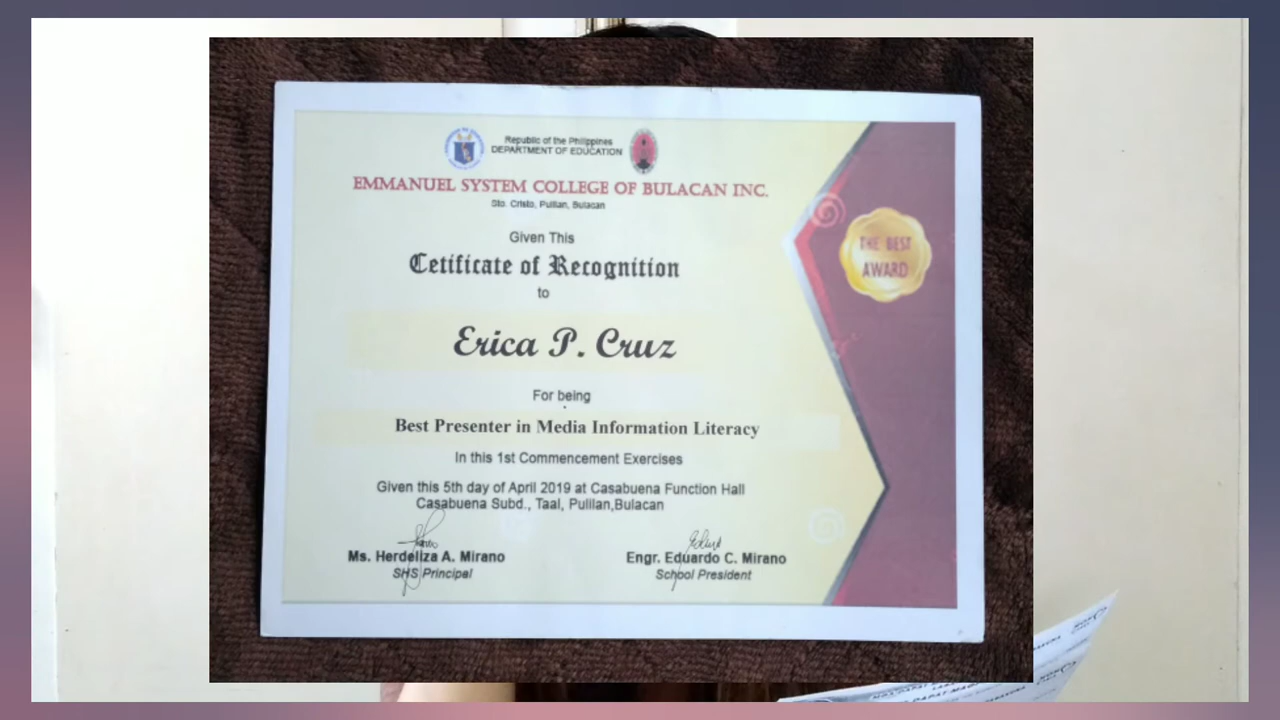 Republic of the Philippines
DEPARTMENT OF EDUCATION
EMMANUEL SYSTEM COLLEGE OF BULACAN INC.
Sto. Cristo, Pulilan, Bulacan
Given This
Cetificate of Recognition
to
Erica P. Cruz
For being
Best Presenter in Media Information Literacy
In this 1st Commencement Exercises
Given this 5th day of April 2019 at Casabuena Function Hall
Casabuena Subd., Taal, Pulilan,Bulacan
Ms. Herdeliza A. Mirano
SHS Principal
Engr. Eduardo C. Mirano
School President
THE BEST
AWARD